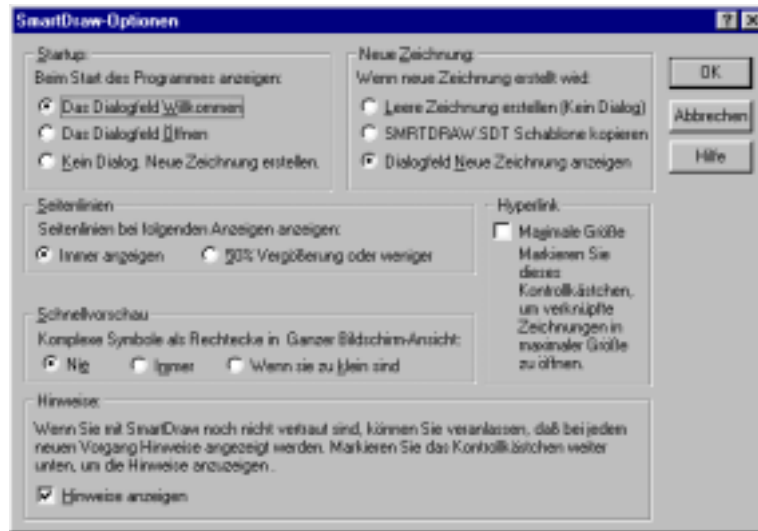 SmartDraw-Optionen
Startup:
Beim Start des Programmes anzeigen:
Das Dialogfeld Willkommen
Das Dialogfeld Öffnen
Kein Dialog. Neue Zeichnung erstellen.
Neue Zeichnung:
Wenn neue Zeichnung erstellt wird:
Leere Zeichnung erstellen (Kein Dialog)
SMRTDRAW.SDT Schablone kopieren
Dialogfeld Neue Zeichnung anzeigen
OK
Abbrechen
Hilfe
Seitenlinien
Seitenlinien bei folgenden Anzeigen anzeigen:
Immer anzeigen
50% Vergößerung oder weniger
Hyperlink
Maximale Größe
Markieren Sie
dieses
Kontrollkästchen,
um verknüpfte
Zeichnungen in
maximaler Größe
zu öffnen.
Schnellvorschau
Komplexe Symbole als Rechtecke in Ganzer Bildschirm-Ansicht:
Nie
Immer
Wenn sie zu klein sind
Hinweise:
Wenn Sie mit SmartDraw noch nicht vertraut sind, können Sie veranlassen, daß bei jedem
neuen Vorgang Hinweise angezeigt werden. Markieren Sie das Kontrollkästchen weiter
unten, um die Hinweise anzuzeigen.
Hinweise anzeigen